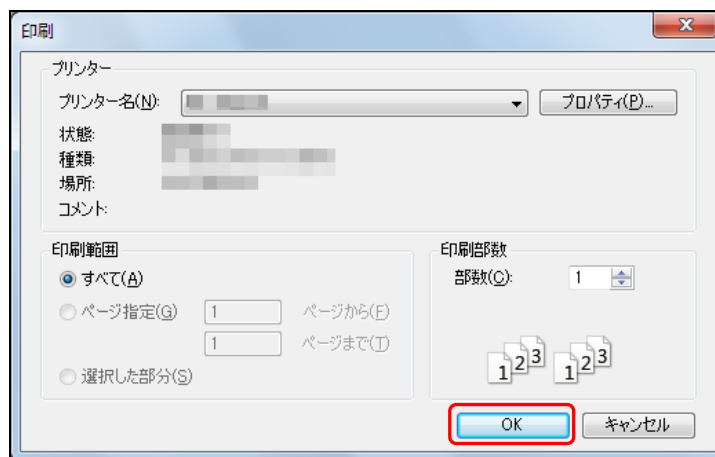 印刷
プリンター
プリンター名(N): プロパティ(P)...
状態:
種類:
場所:
コメント:
印刷範囲
すべて(A)
ページ指定(G) 1 ページから(F)
1 ページまで(T)
選択した部分(S)
印刷部数
部数(C): 1
1 2 3 1 2 3
OK キャンセル